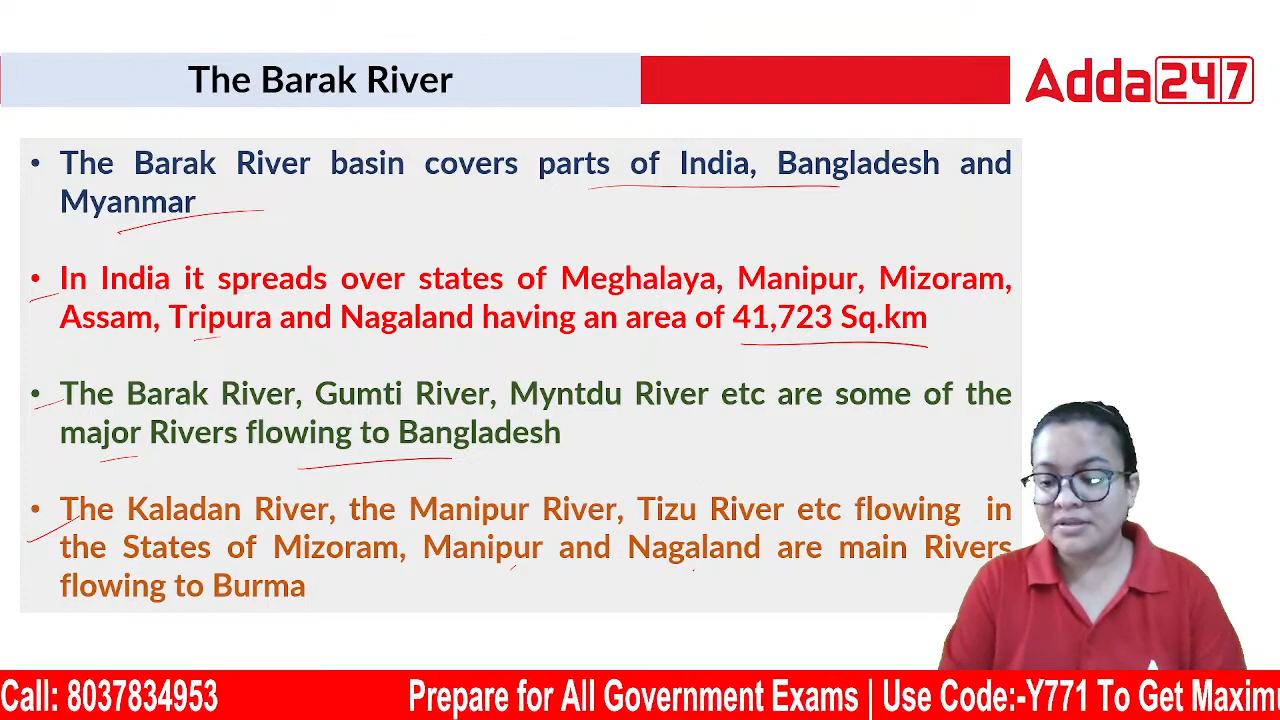 The Barak River
Adda247
• The Barak River basin covers parts of India, Bangladesh and
Myanmar
• In India it spreads over states of Meghalaya, Manipur, Mizoram,
Assam, Tripura and Nagaland having an area of 41,723 Sq.km
• The Barak River, Gumti River, Myntdu River etc are some of the
major Rivers flowing to Bangladesh
• The Kaladan River, the Manipur River, Tizu River etc flowing in
the States of Mizoram, Manipur and Nagaland are main Rivers
flowing to Burma
Call: 8037834953 Prepare for All Government Exams | Use Code:-Y771 To Get